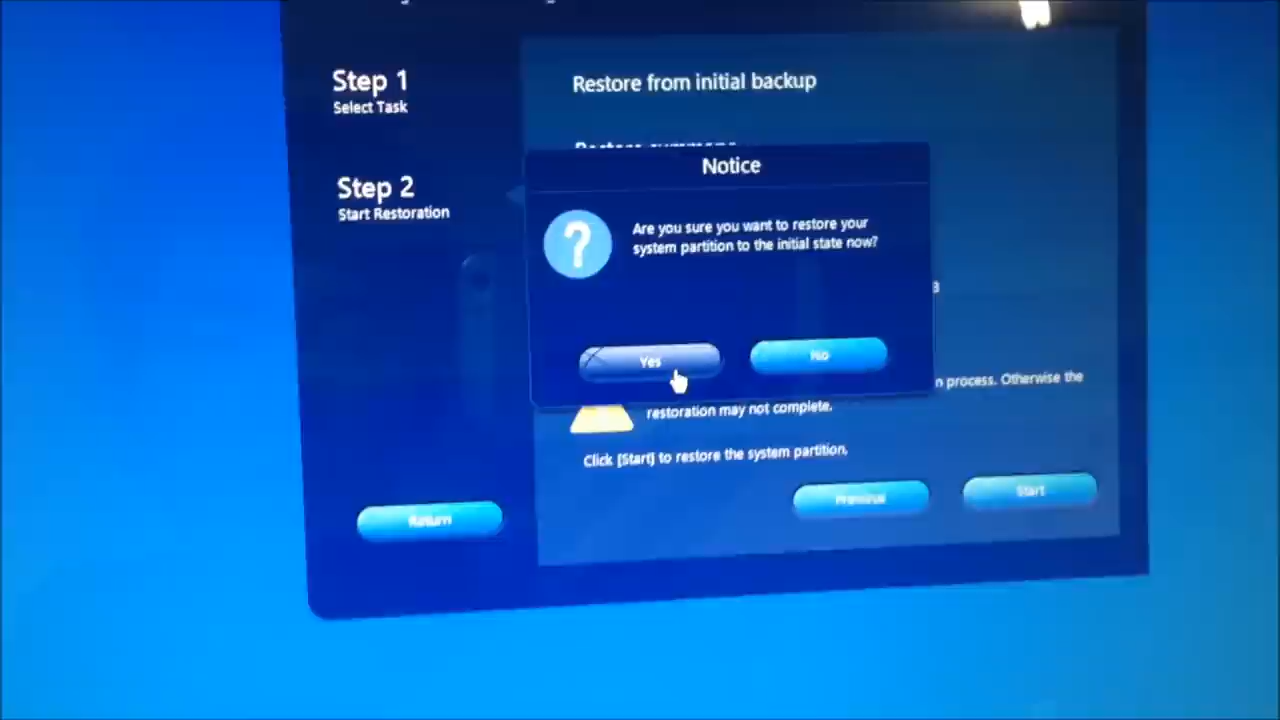 Step 1
Select Task
Restore from initial backup
Step 2
Start Restoration
Notice
Are you sure you want to restore your
system partition to the initial state now?
Yes
No
n process. Otherwise the
restoration may not complete.
Click [Start] to restore the system partition.
Previous
Start
Return